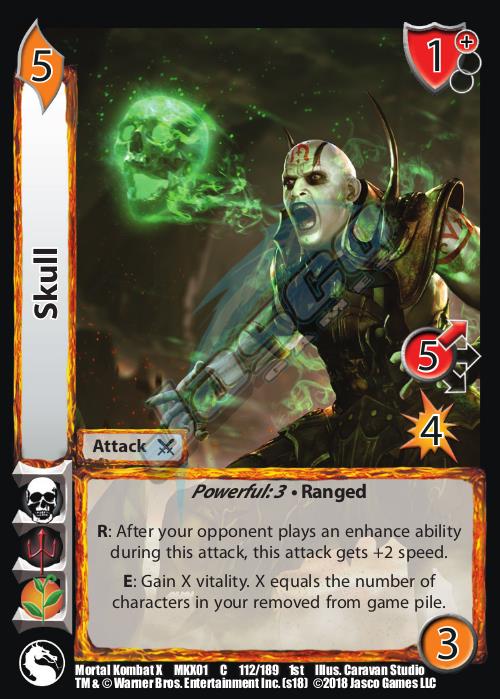 5
1
+
Skull
5
4
Attack
Powerful: 3 • Ranged
R: After your opponent plays an enhance ability
during this attack, this attack gets +2 speed.
E: Gain X vitality. X equals the number of
characters in your removed from game pile.
3
Mortal Kombat X MKX01 C 112/189 1st Illus. Caravan Studio
TM & © Warner Bros. Entertainment Inc. (s18) ©2018 Jasco Games LLC